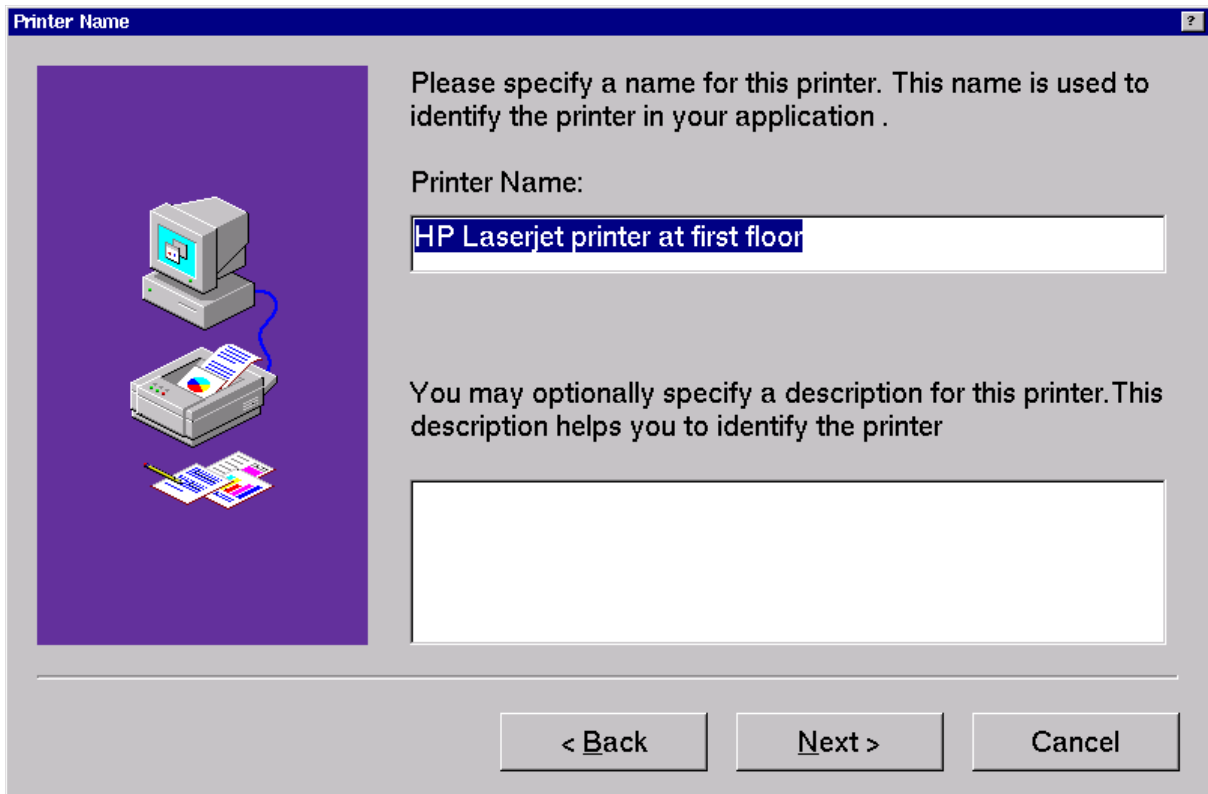 Printer Name
?
Please specify a name for this printer. This name is used to
identify the printer in your application .
Printer Name:
HP Laserjet printer at first floor
You may optionally specify a description for this printer.This
description helps you to identify the printer
< Back
Next >
Cancel